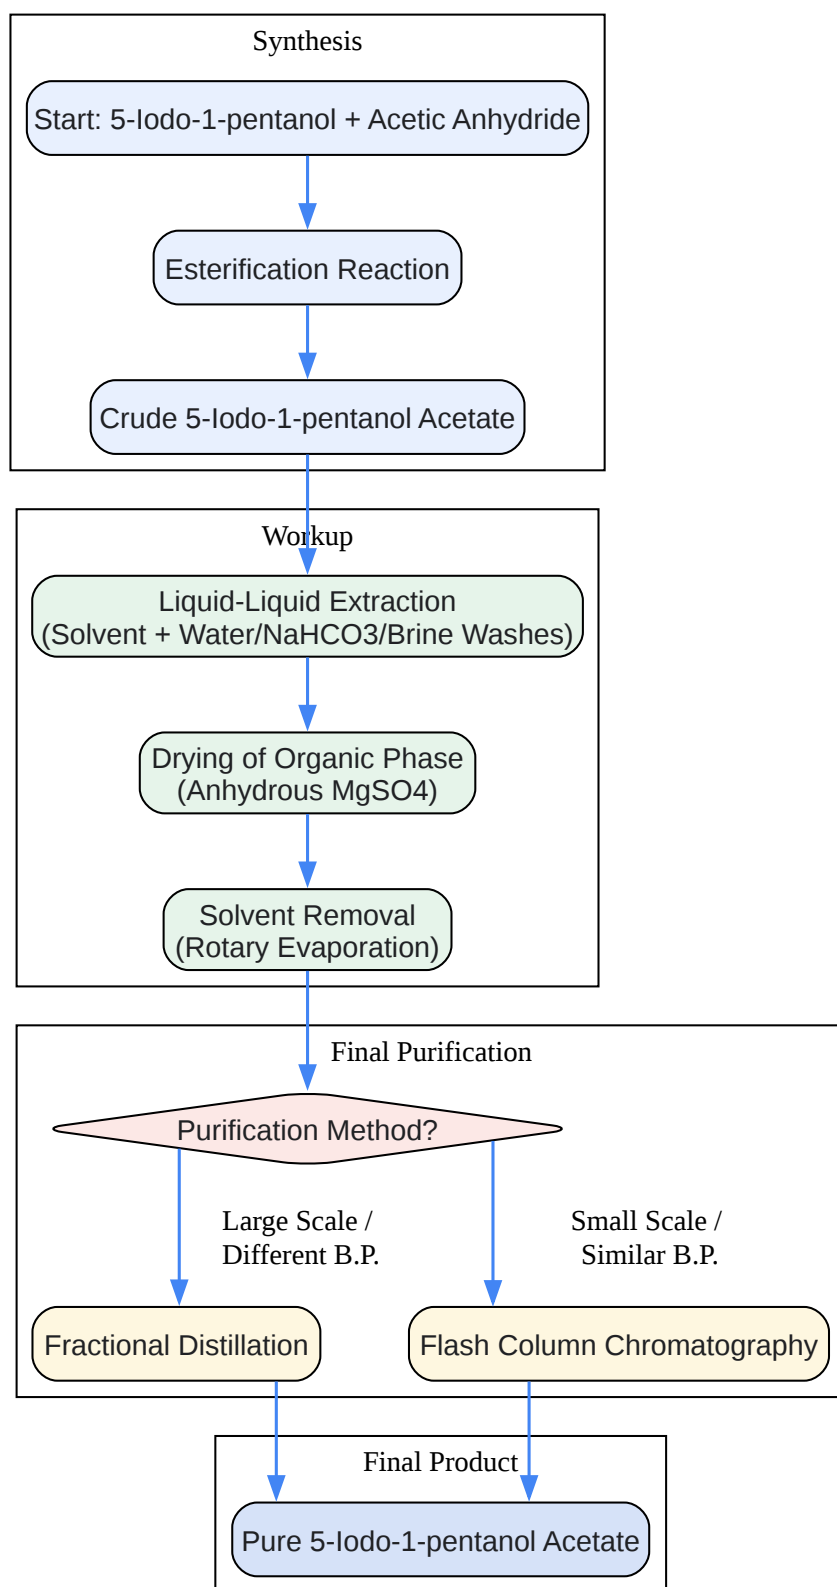 Synthesis
Start: 5-Iodo-1-pentanol + Acetic Anhydride
Esterification Reaction
Crude 5-Iodo-1-pentanol Acetate
Workup
Liquid-Liquid Extraction
(Solvent + Water/NaHCO3/Brine Washes)
Drying of Organic Phase
(Anhydrous MgSO4)
Solvent Removal
(Rotary Evaporation)
Final Purification
Purification Method?
Large Scale /
Different B.P.
Small Scale /
Similar B.P.
Fractional Distillation
Flash Column Chromatography
Final Product
Pure 5-Iodo-1-pentanol Acetate